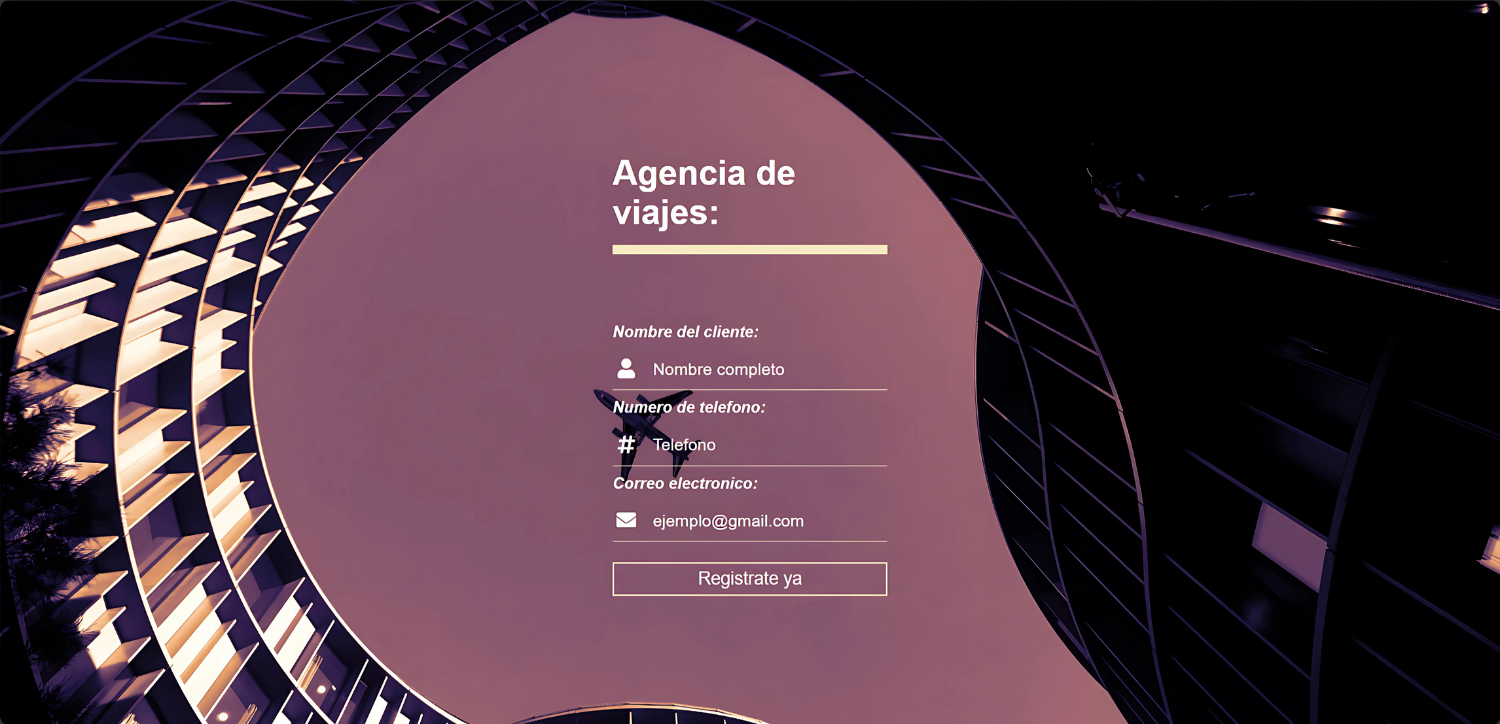 Agencia de
viajes:
Nombre del cliente:
Nombre completo
Numero de telefono:
# Telefono
Correo electronico:
ejemplo@gmail.com
Registrate ya